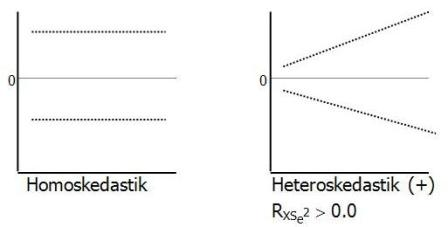 0
Homoskedastik
0
Heteroskedastik (+)
R_XSe² > 0.0